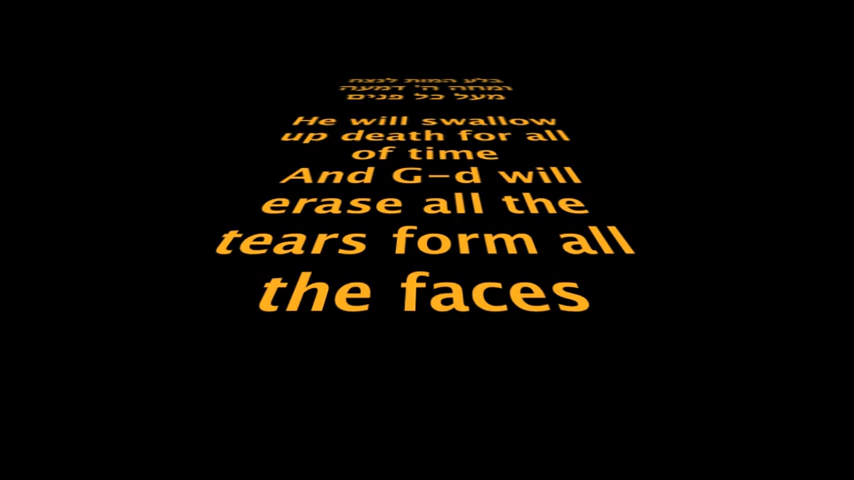 בלע המות לנצח
ומחה ה' דמעה
מעל כל פנים
He will swallow
up death for all
of time
And G-d will
erase all the
tears form all
the faces